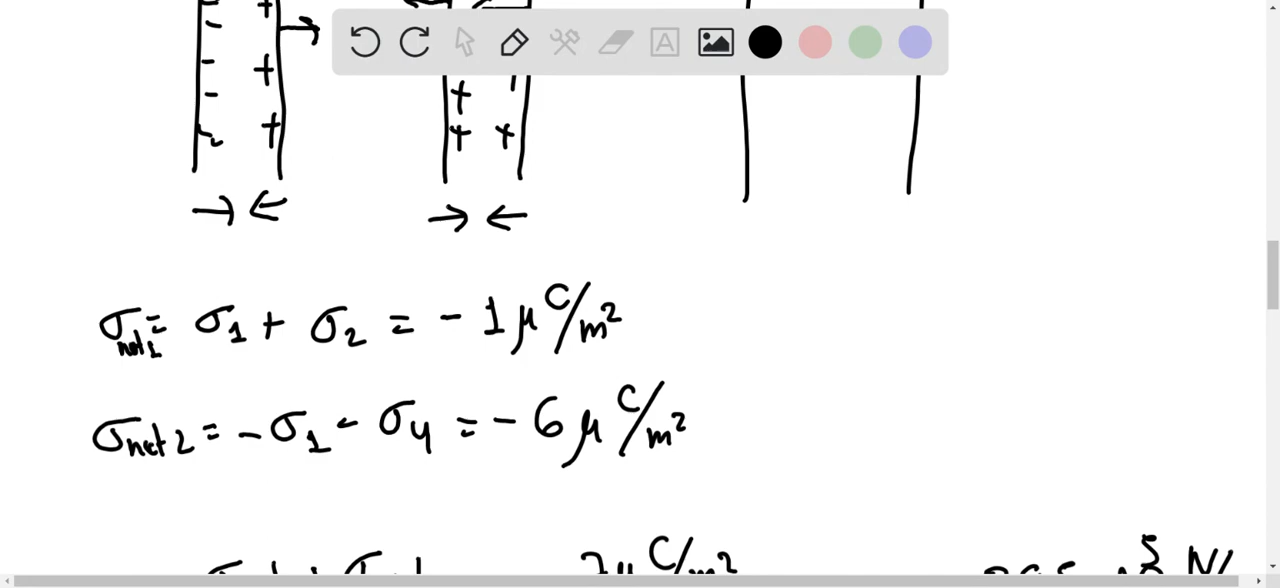 - + →
- +
- + +
- + + +
→ ← → ←
σnet1 = σ1 + σ2 = - 1 μC/m²
σnet2 = - σ1 - σ4 = - 6 μC/m²